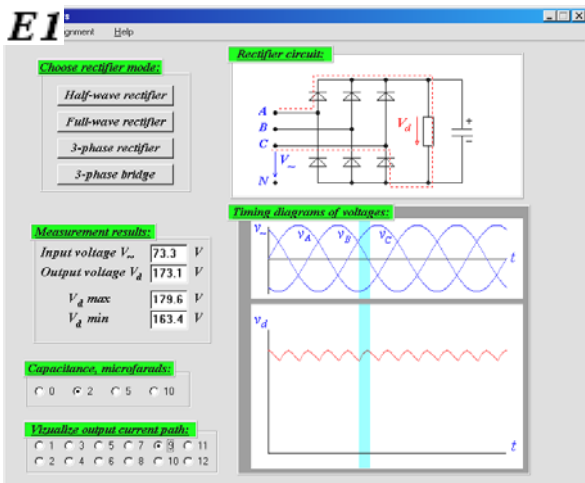 E1
s
gnment Help
Choose rectifier mode:
Half-wave rectifier
Full-wave rectifier
3-phase rectifier
3-phase bridge
Measurement results:
Input voltage V~ 73.3 V
Output voltage Vd 173.1 V
Vd max 179.6 V
Vd min 163.4 V
Capacitance, microfarads:
0 2 5 10
Vizualize output current path:
1 3 5 7 9 11
2 4 6 8 10 12
Rectifier circuit:
A
B
C
V~
N
Vd
+
−
Timing diagrams of voltages:
v~ vA vB vC t
vd
t